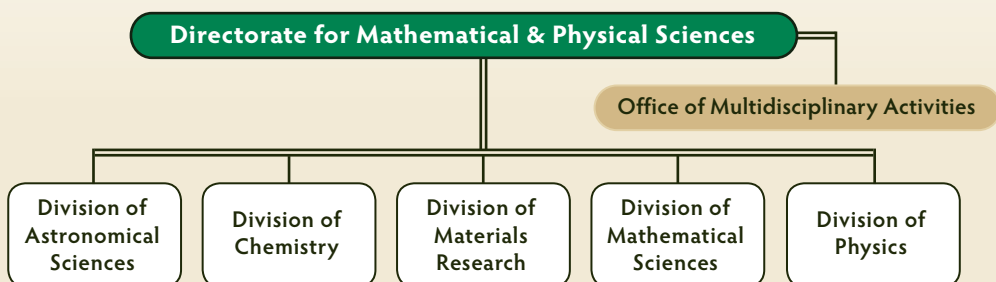 Directorate for Mathematical & Physical Sciences
Office of Multidisciplinary Activities
Division of
Astronomical
Sciences
Division of
Chemistry
Division of
Materials
Research
Division of
Mathematical
Sciences
Division of
Physics